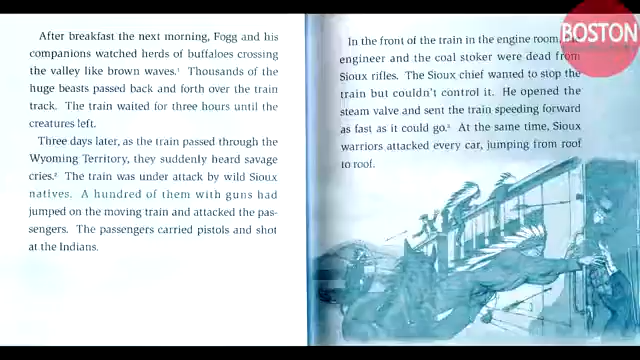 After breakfast the next morning, Fogg and his
companions watched herds of buffaloes crossing
the valley like brown waves.¹ Thousands of the
huge beasts passed back and forth over the train
track. The train waited for three hours until the
creatures left.
Three days later, as the train passed through the
Wyoming Territory, they suddenly heard savage
cries.² The train was under attack by wild Sioux
natives. A hundred of them with guns had
jumped on the moving train and attacked the pas-
sengers. The passengers carried pistols and shot
at the Indians.
BOSTON
In the front of the train in the engine room,
engineer and the coal stoker were dead from
Sioux rifles. The Sioux chief wanted to stop the
train but couldn't control it. He opened the
steam valve and sent the train speeding forward
as fast as it could go.³ At the same time, Sioux
warriors attacked every car, jumping from roof
to roof.